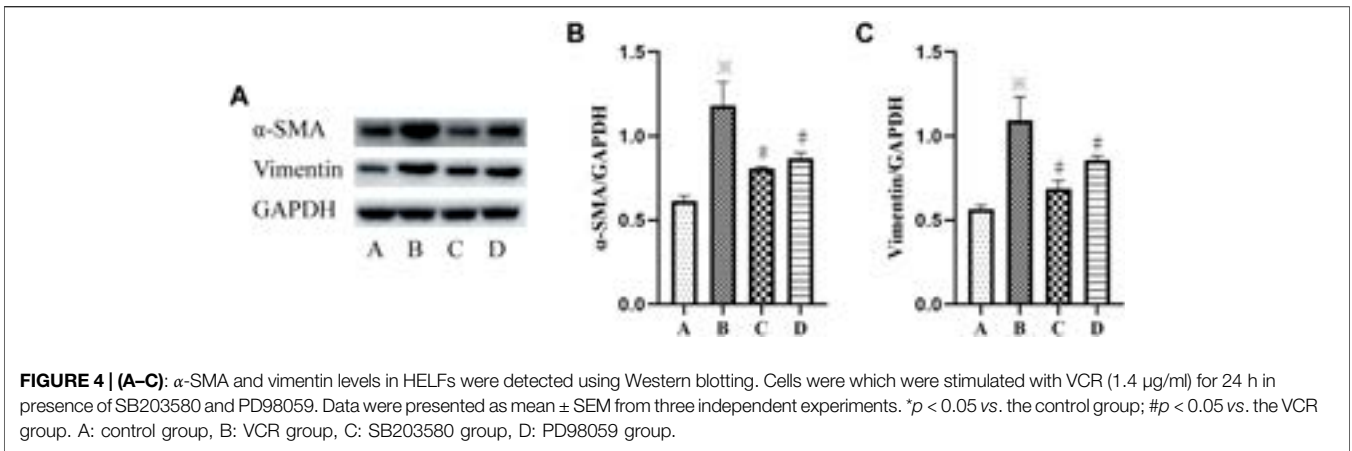 A
α-SMA
Vimentin
GAPDH
A B C D
B
α-SMA/GAPDH
1.5
1.0
0.5
0.0
※
#
#
A B C D
C
Vimentin/GAPDH
1.5
1.0
0.5
0.0
※
#
#
A B C D
FIGURE 4 | (A–C): α-SMA and vimentin levels in HELFs were detected using Western blotting. Cells were which were stimulated with VCR (1.4 µg/ml) for 24 h in
presence of SB203580 and PD98059. Data were presented as mean ± SEM from three independent experiments. *p < 0.05 vs. the control group; #p < 0.05 vs. the VCR
group. A: control group, B: VCR group, C: SB203580 group, D: PD98059 group.